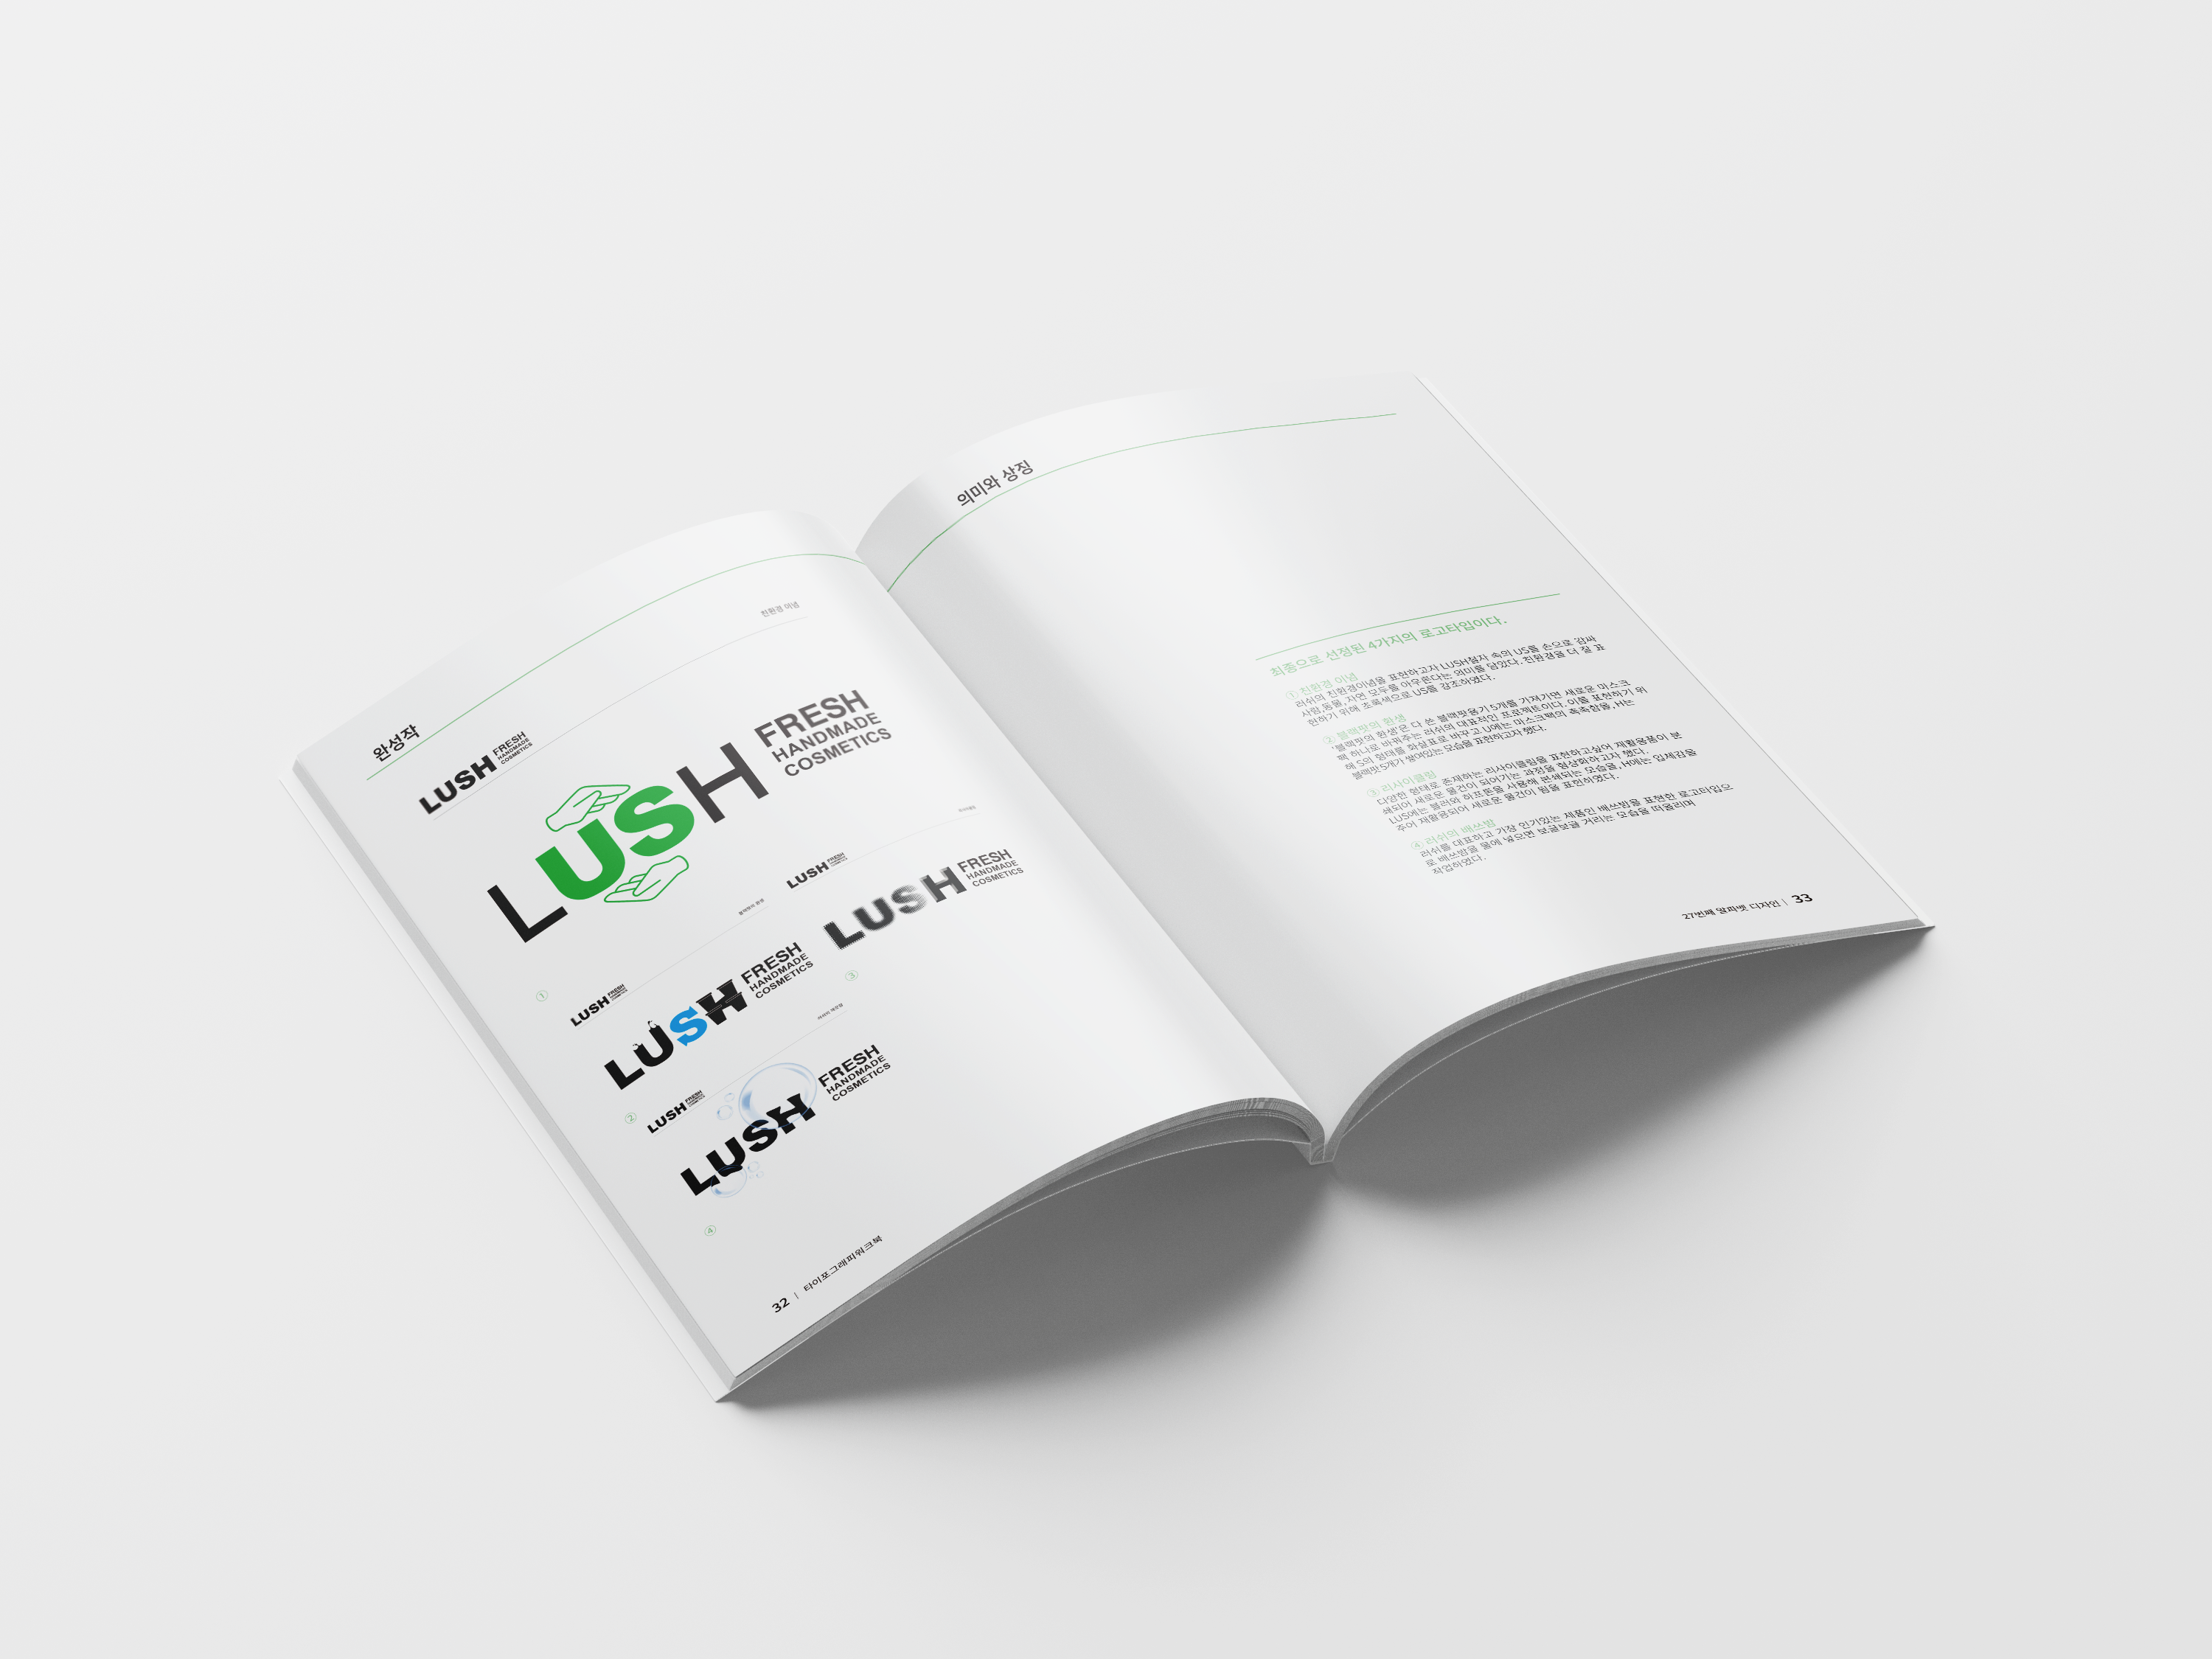 완성작
LUSH FRESH
HANDMADE
COSMETICS
친환경 이념
LUSH FRESH
HANDMADE
COSMETICS
①
LUSH FRESH
HANDMADE
COSMETICS
블랙팟의 환생
LUSH FRESH
HANDMADE
COSMETICS
②
LUSH FRESH
HANDMADE
COSMETICS
리사이클링
LUSH FRESH
HANDMADE
COSMETICS
③
LUSH FRESH
HANDMADE
COSMETICS
러쉬의 배쓰밤
LUSH FRESH
HANDMADE
COSMETICS
④
32 | 타이포그래피워크북
의미와 상징
최종으로 선정된 4가지의 로고타입이다.
① 친환경 이념
러쉬의 친환경이념을 표현하고자 LUSH철자 속의 US를 손으로 감싸
사람,동물,자연 모두를 아우른다는 의미를 담았다. 친환경을 더 잘 표
현하기 위해 초록색으로 US를 강조하였다.
② 블랙팟의 환생
'블랙팟의 환생'은 다 쓴 블랙팟용기 5개를 가져가면 새로운 마스크
팩 하나로 바꿔주는 러쉬의 대표적인 프로젝트이다. 이를 표현하기 위
해 S의 형태를 화살표로 바꾸고 U에는 마스크팩의 촉촉함을, H는
블랙팟 5개가 쌓여있는 모습을 표현하고자 했다.
③ 리사이클링
다양한 형태로 존재하는 리사이클링을 표현하고싶어 재활용품이 분
쇄되어 새로운 물건이 되어가는 과정을 형상화하고자 했다.
LUS에는 블러와 하프톤을 사용해 분쇄되는 모습을, H에는 입체감을
주어 재활용되어 새로운 물건이 됨을 표현하였다.
④ 러쉬의 배쓰밤
러쉬를 대표하고 가장 인기있는 제품인 배쓰밤을 표현한 로고타입으
로 배쓰밤을 물에 넣으면 보글보글 거리는 모습을 떠올리며
작업하였다.
27번째 알파벳 디자인 | 33